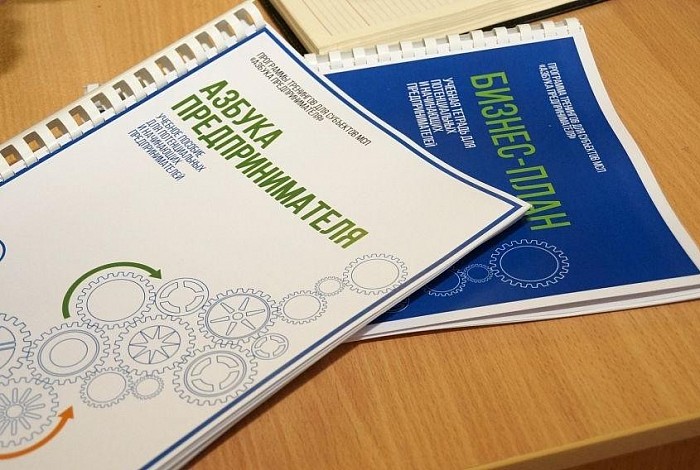 ПРОГРАММЫ ТРЕНИНГОВ ДЛЯ СУБЪЕКТОВ МСП
«АЗБУКА ПРЕДПРИНИМАТЕЛЯ»
АЗБУКА
ПРЕДПРИНИМАТЕЛЯ
УЧЕБНОЕ ПОСОБИЕ
ДЛЯ ПОТЕНЦИАЛЬНЫХ
И НАЧИНАЮЩИХ
ПРЕДПРИНИМАТЕЛЕЙ
ПРОГРАММА ТРЕНИНГОВ ДЛЯ СУБЪЕКТОВ МСП
«АЗБУКА ПРЕДПРИНИМАТЕЛЯ»
БИЗНЕС-ПЛАН
УЧЕБНАЯ ТЕТРАДЬ ДЛЯ
ПОТЕНЦИАЛЬНЫХ
И НАЧИНАЮЩИХ
ПРЕДПРИНИМАТЕЛЕЙ